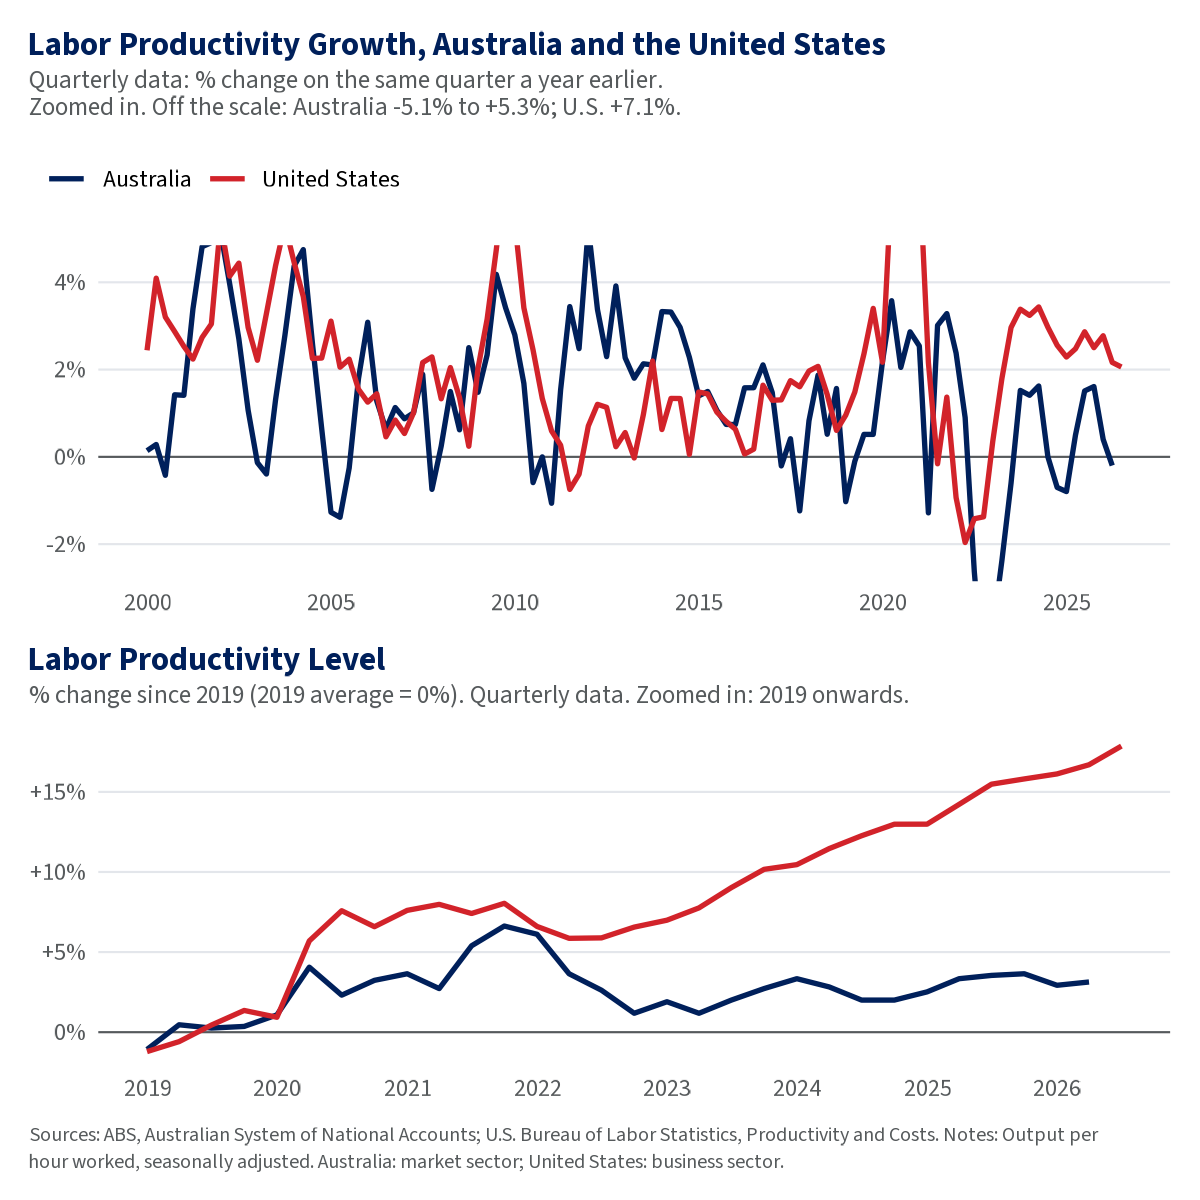 Labor Productivity Growth, Australia and the United States
Quarterly data: % change on the same quarter a year earlier.
Zoomed in. Off the scale: Australia -5.1% to +5.3%; U.S. +7.1%.
Australia United States
4%
2%
0%
-2%
2000 2005 2010 2015 2020 2025
Labor Productivity Level
% change since 2019 (2019 average = 0%). Quarterly data. Zoomed in: 2019 onwards.
+15%
+10%
+5%
0%
2019 2020 2021 2022 2023 2024 2025 2026
Sources: ABS, Australian System of National Accounts; U.S. Bureau of Labor Statistics, Productivity and Costs. Notes: Output per
hour worked, seasonally adjusted. Australia: market sector; United States: business sector.